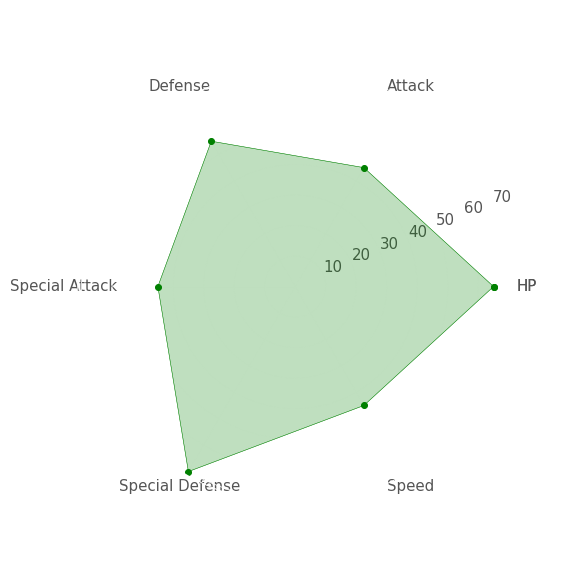 Defense
Attack
70
60
50
40
30
20
10
Special Attack
HP
Special Defense
Speed